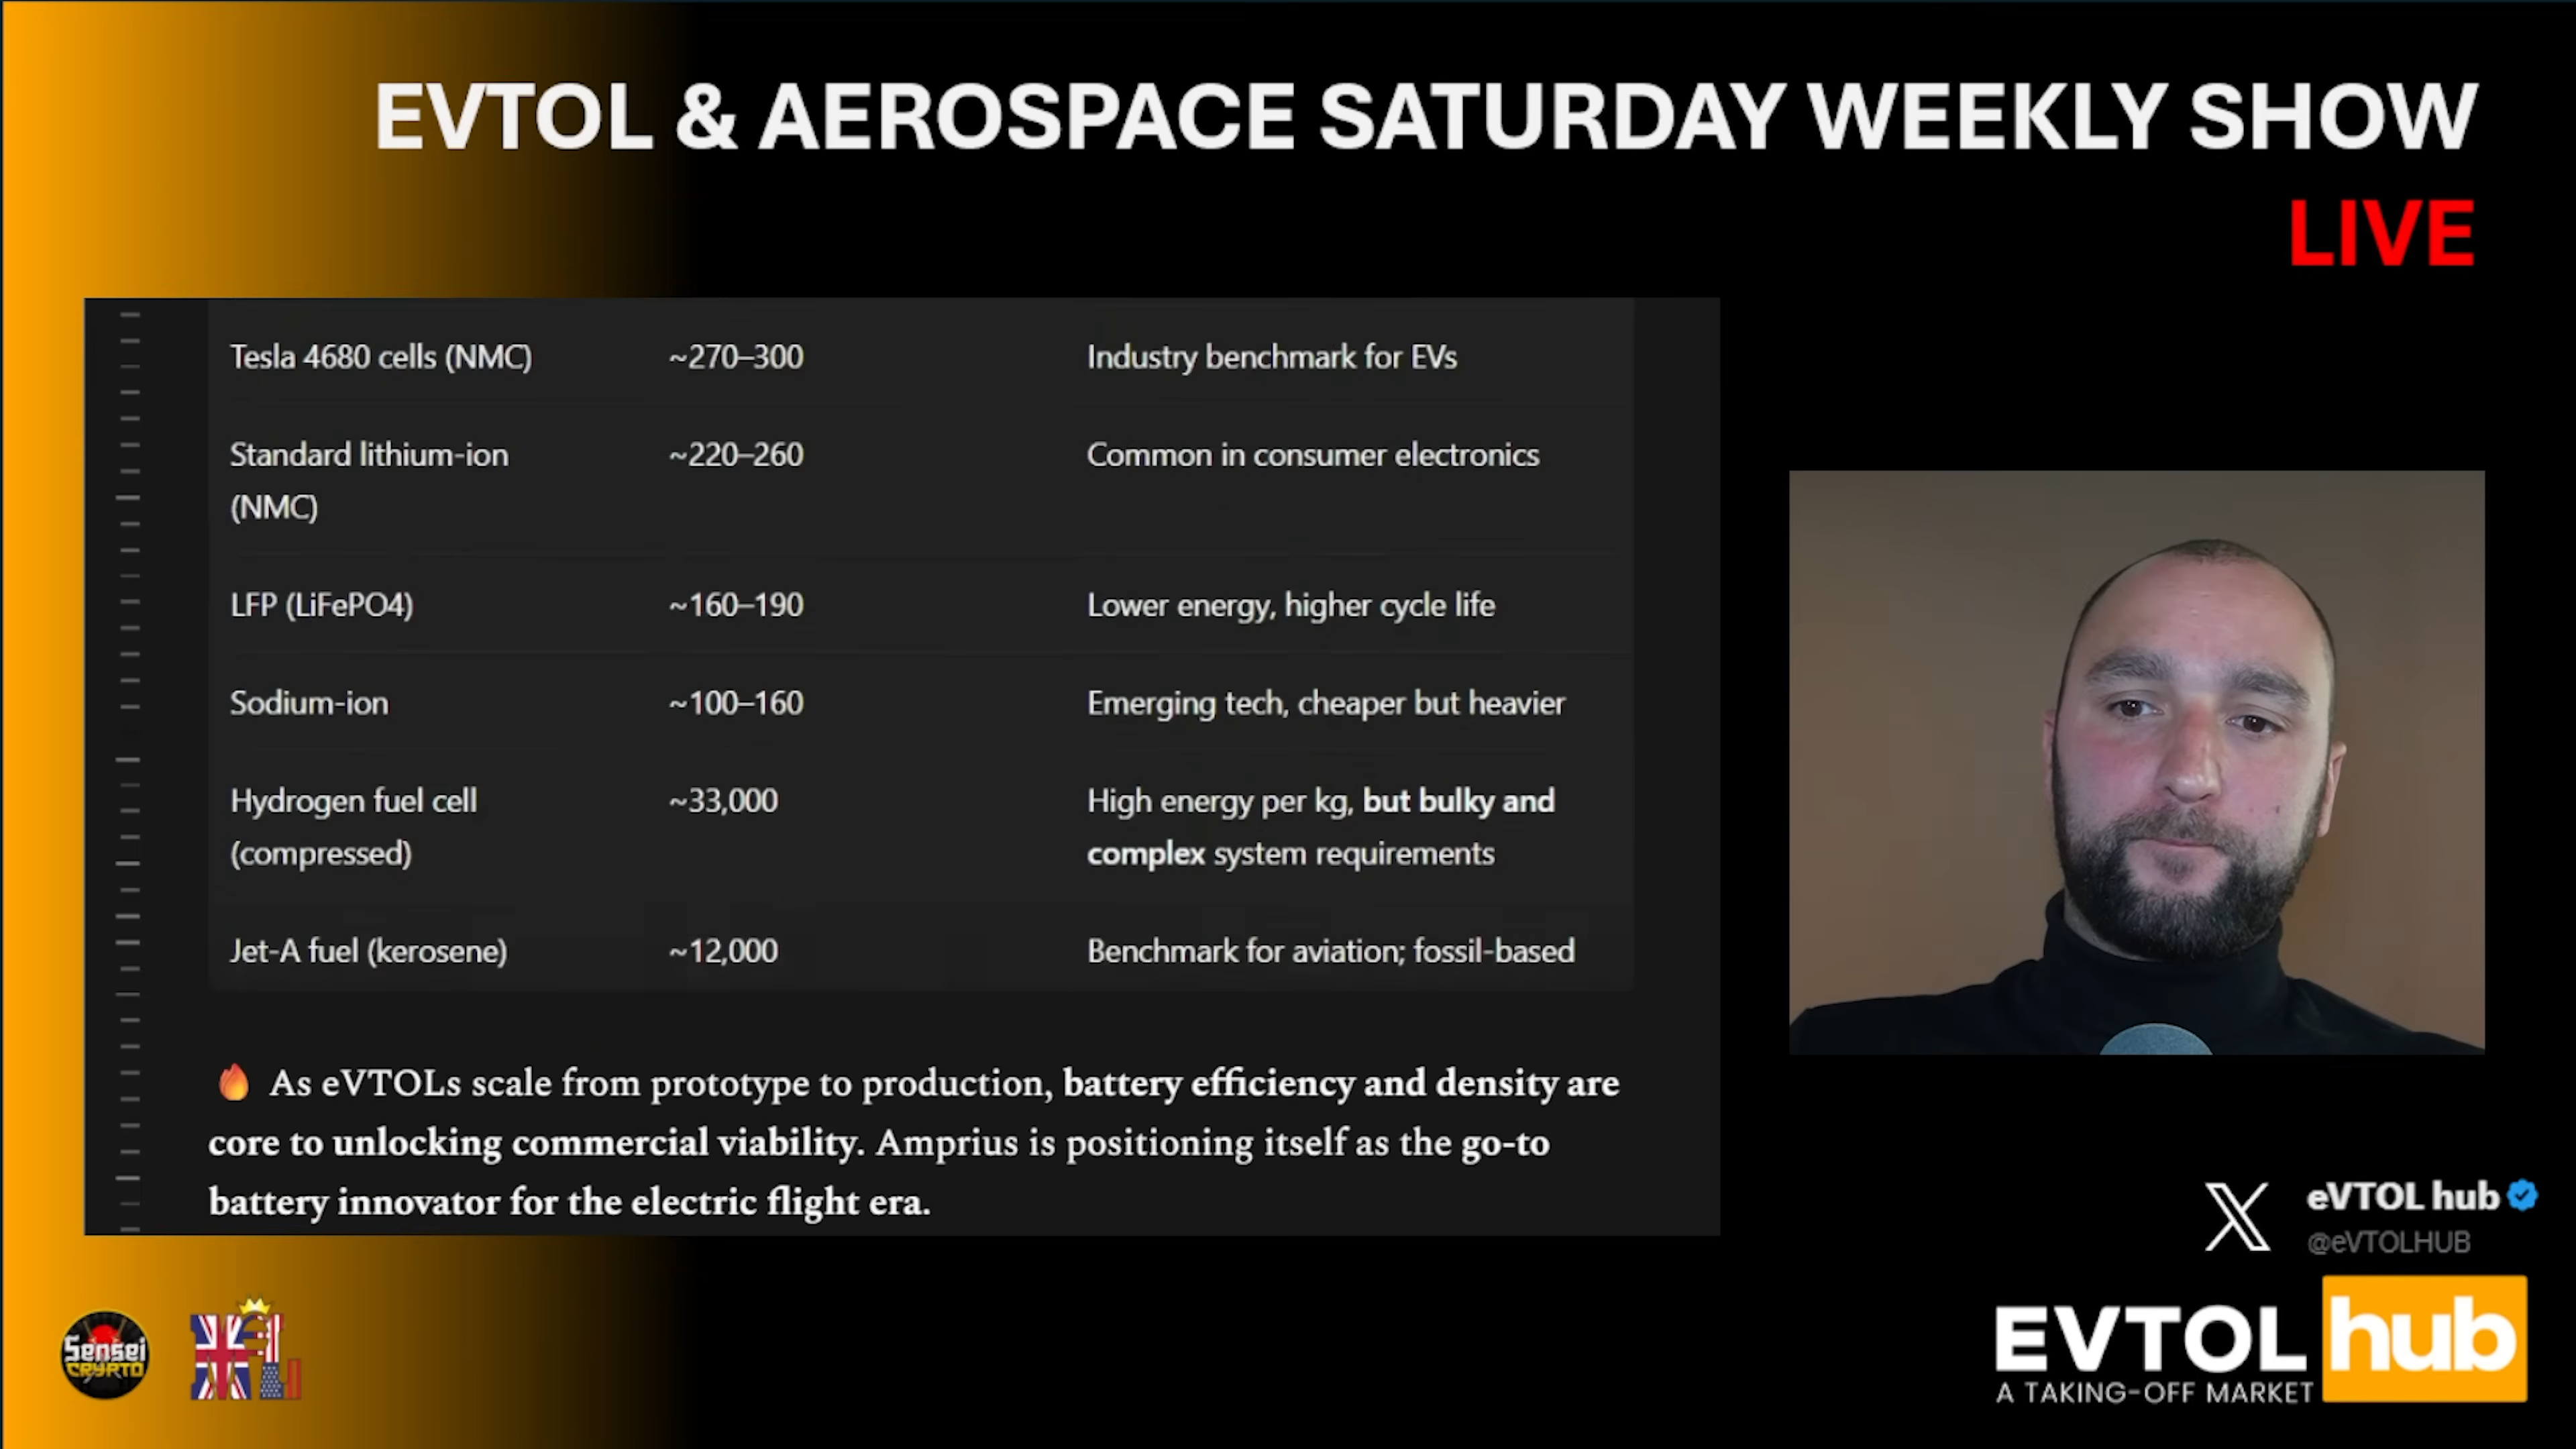 EVTOL & AEROSPACE SATURDAY WEEKLY SHOW
LIVE
Tesla 4680 cells (NMC) ~270–300 Industry benchmark for EVs
Standard lithium-ion ~220–260 Common in consumer electronics
(NMC)
LFP (LiFePO4) ~160–190 Lower energy, higher cycle life
Sodium-ion ~100–160 Emerging tech, cheaper but heavier
Hydrogen fuel cell ~33,000 High energy per kg, but bulky and
(compressed) complex system requirements
Jet-A fuel (kerosene) ~12,000 Benchmark for aviation; fossil-based
🔥 As eVTOLs scale from prototype to production, battery efficiency and density are
core to unlocking commercial viability. Amprius is positioning itself as the go-to
battery innovator for the electric flight era.
eVTOL hub
@eVTOLHUB
Sensei
CRYPTO
EVTOL hub
A TAKING-OFF MARKET